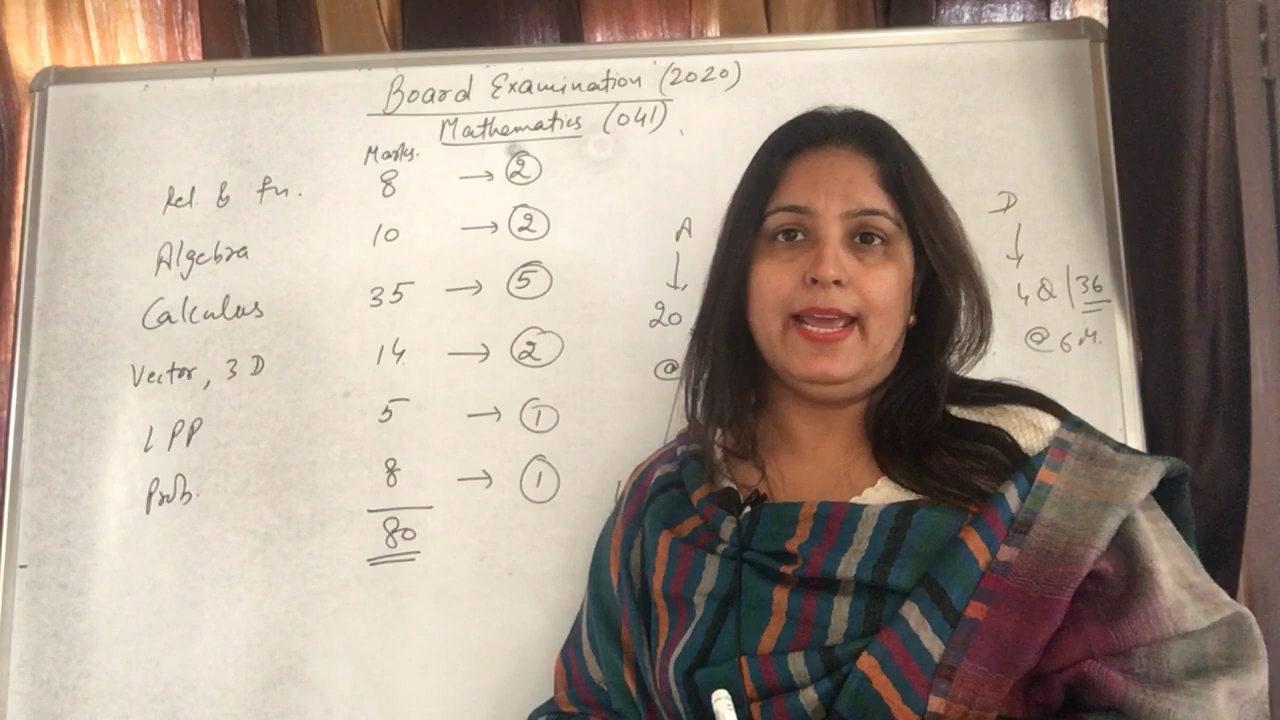 Board Examination (2020)
Mathematics (041)
Marks.
Rel. & fn. 8 → 2
Algebra 10 → 2
Calculus 35 → 5
Vector, 3D 14 → 2
LPP 5 → 1
Prob. 8 → 1
80
A
↓
20
@
D
↓
4Q | 36
@ 6 M.